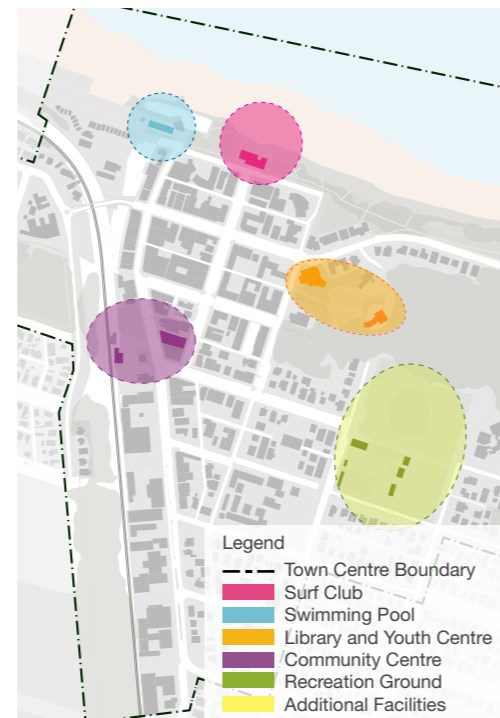 Legend
Town Centre Boundary
Surf Club
Swimming Pool
Library and Youth Centre
Community Centre
Recreation Ground
Additional Facilities